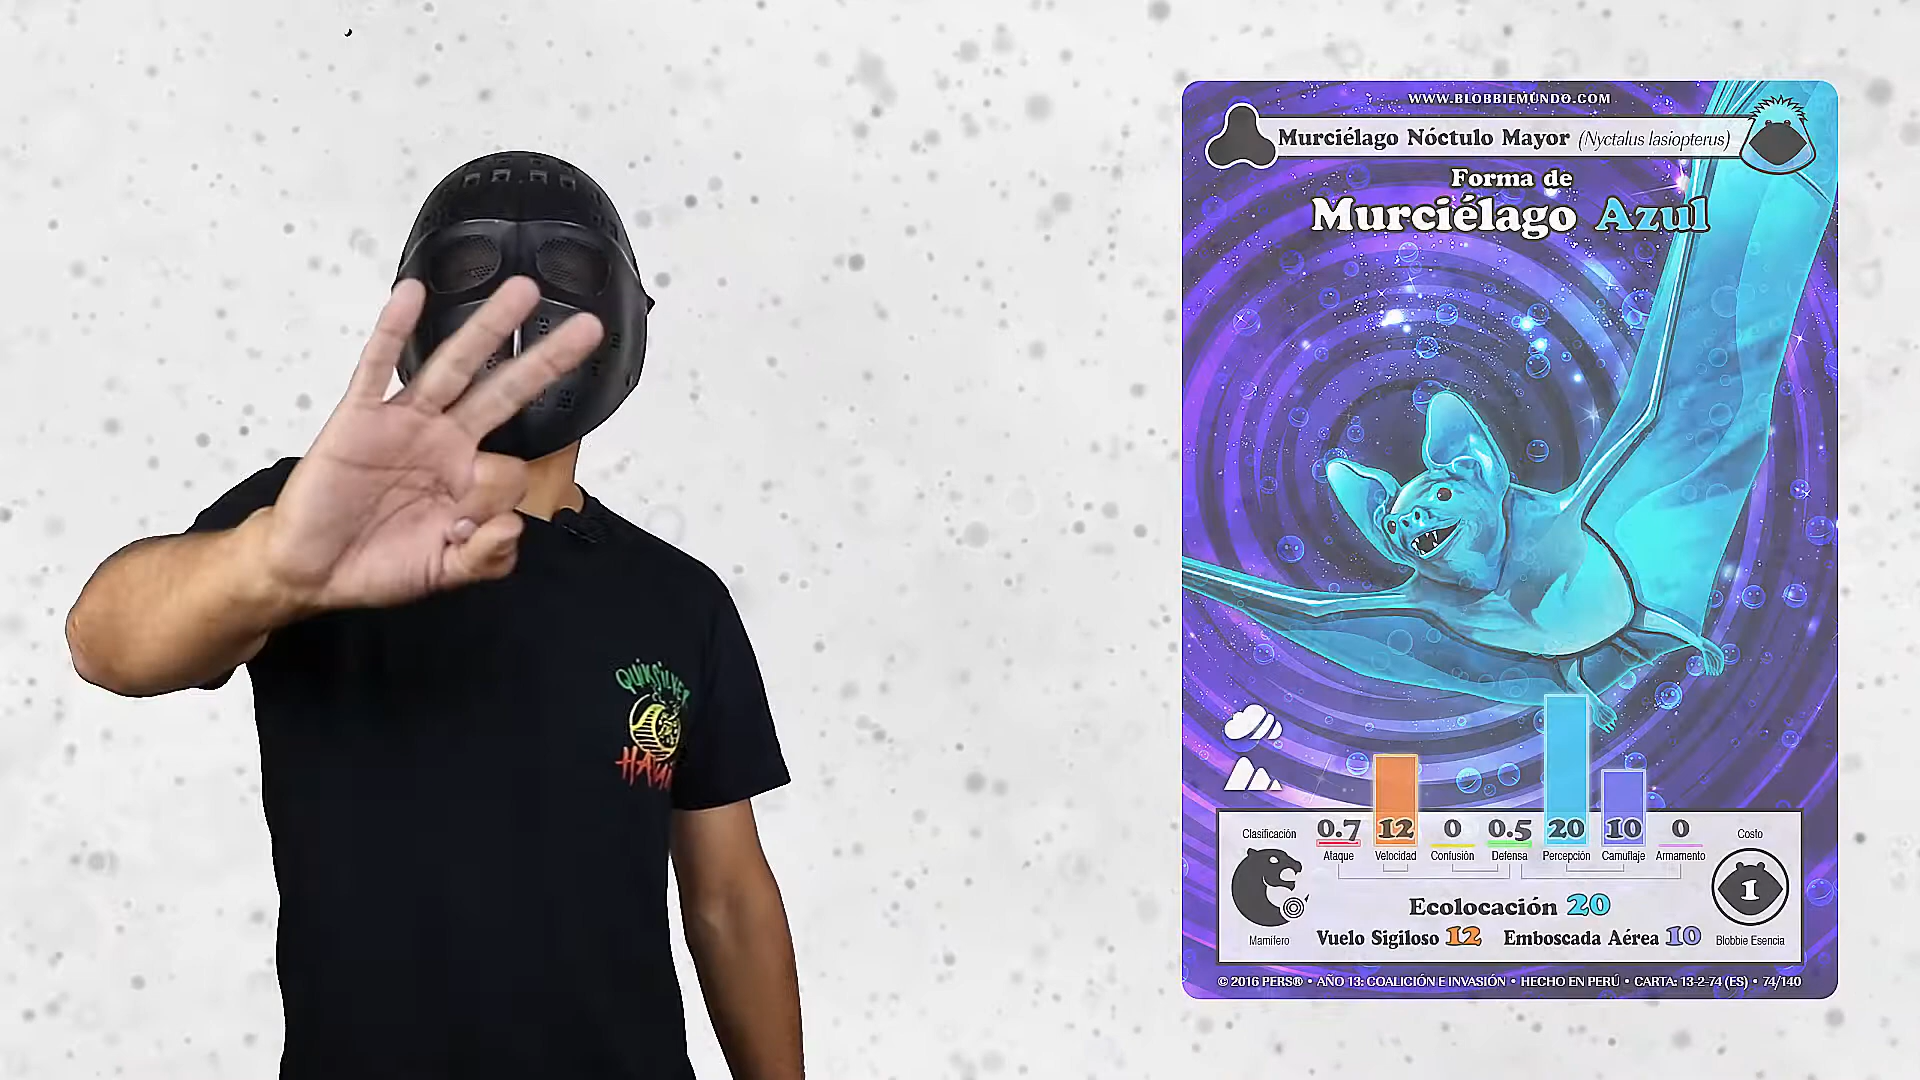 WWW.BLOBBIEMUNDO.COM
Murciélago Nóctulo Mayor (Nyctalus lasiopterus)
Forma de
Murciélago Azul
QUIKSILVER
Clasificación
0.7 12 0 0.5 20 10 0
Costo
Ataque Velocidad Confusión Defensa Percepción Camuflaje Armamento
1
Ecolocación 20
Mamífero
Vuelo Sigiloso 12 Emboscada Aérea 10
Blobbie Esencia
© 2016 PERS® • AÑO 13: COALICIÓN E INVASIÓN • HECHO EN PERÚ • CARTA: 13-2-74 (ES) • 74/140